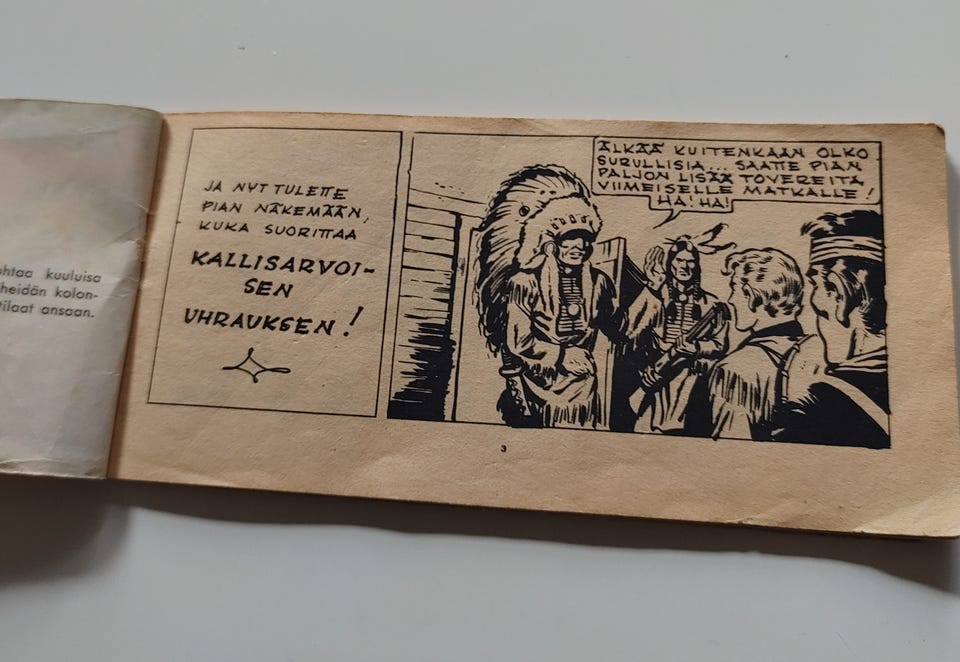 ohtaa kuuluisa
heidän kolon-
tilaat ansaan.
JA NYT TULETTE
PIAN NÄKEMÄÄN,
KUKA SUORITTAA
KALLISARVOI-
SEN
UHRAUKSEN!
ÄLKÄÄ KUITENKAAN OLKO
SURULLISIA... SAATTE PIAN
PALJON LISÄÄ TOVEREITA
VIIMEISELLE MATKALLE!
HA! HA!
3